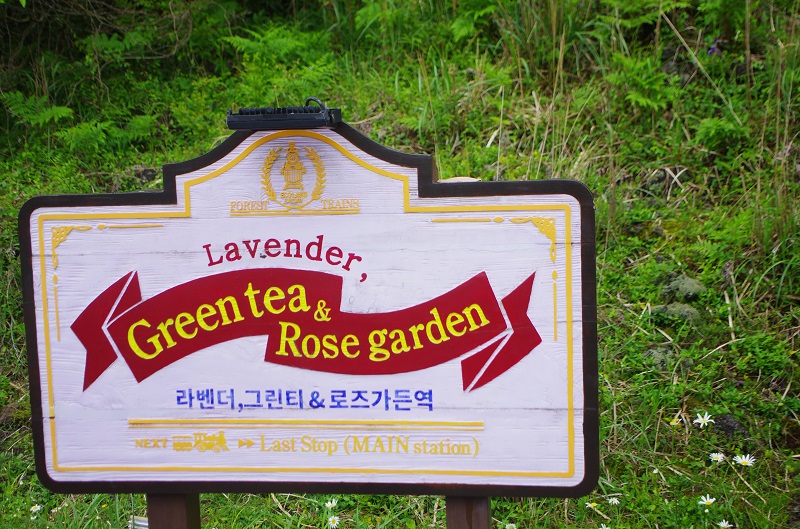 FOREST TRAINS
Lavender,
Green tea &
Rose garden
라벤더,그린티&로즈가든역
NEXT Last Stop (MAIN station)